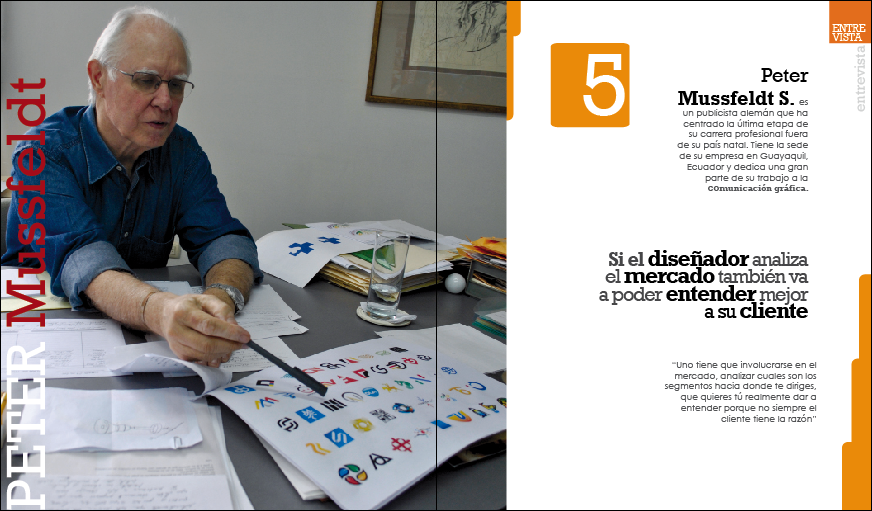 PETER Mussfeldt
5
ENTRE
VISTA
entrevista
Peter
Mussfeldt S. es
un publicista alemán que ha
centrado la última etapa de
su carrera profesional fuera
de su país natal. Tiene la sede
de su empresa en Guayaquil,
Ecuador y dedica una gran
parte de su trabajo a la
comunicación gráfica.
Si el diseñador analiza
el mercado también va
a poder entender mejor
a su cliente
"Uno tiene que involucrarse en el
mercado, analizar cuales son los
segmentos hacia donde te diriges,
que quieres tú realmente dar a
entender porque no siempre el
cliente tiene la razón"